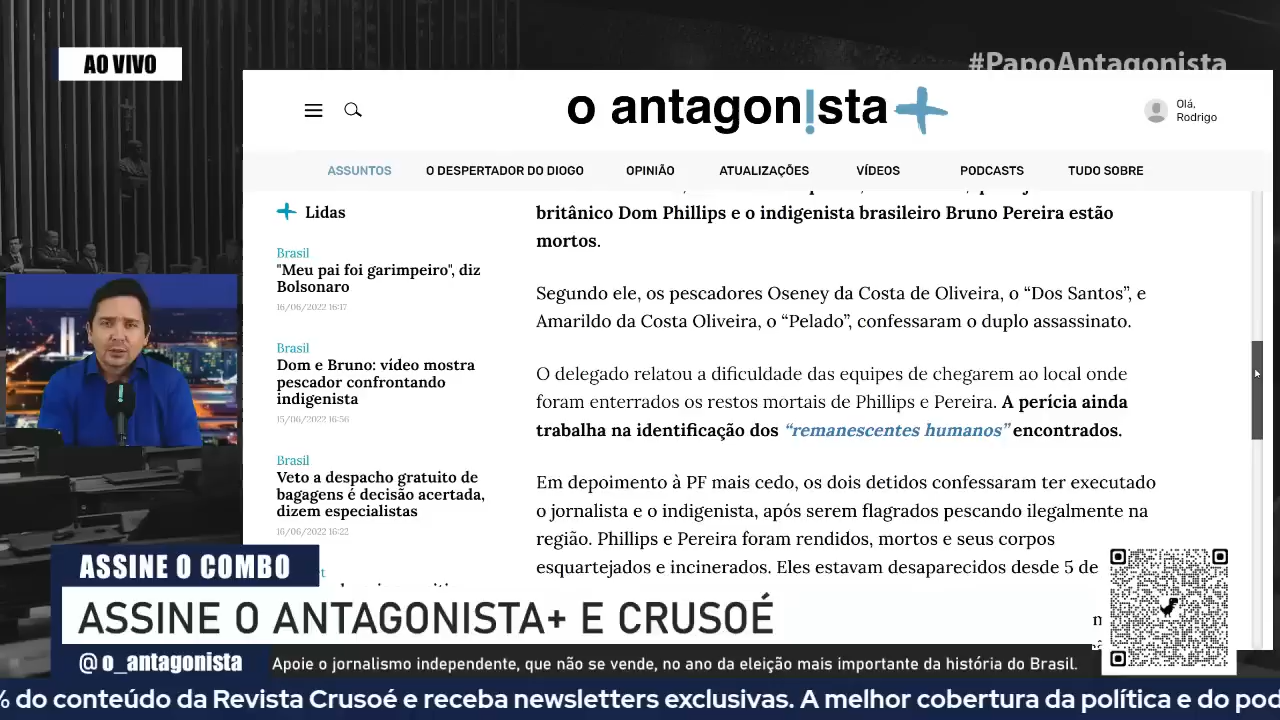 AO VIVO
#PapoAntagonista
o antagonista
Olá,
Rodrigo
ASSUNTOS
O DESPERTADOR DO DIOGO
OPINIÃO
ATUALIZAÇÕES
VÍDEOS
PODCASTS
TUDO SOBRE
+ Lidas
Brasil
"Meu pai foi garimpeiro", diz
Bolsonaro
16/06/2022 16:17
Brasil
Dom e Bruno: vídeo mostra
pescador confrontando
indigenista
15/06/2022 16:56
Brasil
Veto a despacho gratuito de
bagagens é decisão acertada,
dizem especialistas
16/06/2022 16:22
britânico Dom Phillips e o indigenista brasileiro Bruno Pereira estão
mortos.
Segundo ele, os pescadores Oseney da Costa de Oliveira, o “Dos Santos”, e
Amarildo da Costa Oliveira, o “Pelado”, confessaram o duplo assassinato.
O delegado relatou a dificuldade das equipes de chegarem ao local onde
foram enterrados os restos mortais de Phillips e Pereira. A perícia ainda
trabalha na identificação dos “remanescentes humanos” encontrados.
Em depoimento à PF mais cedo, os dois detidos confessaram ter executado
o jornalista e o indigenista, após serem flagrados pescando ilegalmente na
região. Phillips e Pereira foram rendidos, mortos e seus corpos
esquartejados e incinerados. Eles estavam desaparecidos desde 5 de
ASSINE O COMBO
ASSINE O ANTAGONISTA+ E CRUSOÉ
@o_antagonista
Apoie o jornalismo independente, que não se vende, no ano da eleição mais importante da história do Brasil.
% do conteúdo da Revista Crusoé e receba newsletters exclusivas. A melhor cobertura da política e do pod